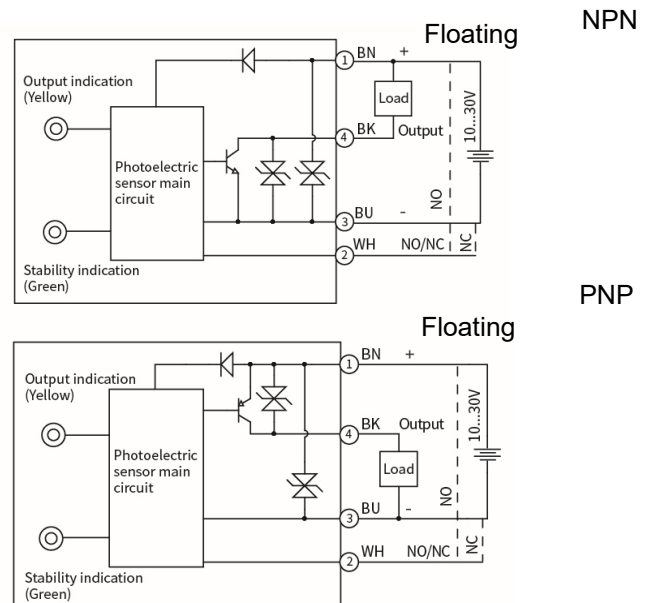 NPN
Floating
1 BN +
Output indication
(Yellow)
Load
10...30V
4 BK Output
Photoelectric
sensor main
circuit
NO
3 BU -
2 WH NO/NC NC
Stability indication
(Green)
PNP
Floating
1 BN +
Output indication
(Yellow)
10...30V
4 BK Output
Photoelectric
sensor main
circuit
Load
NO
3 BU -
2 WH NO/NC NC
Stability indication
(Green)